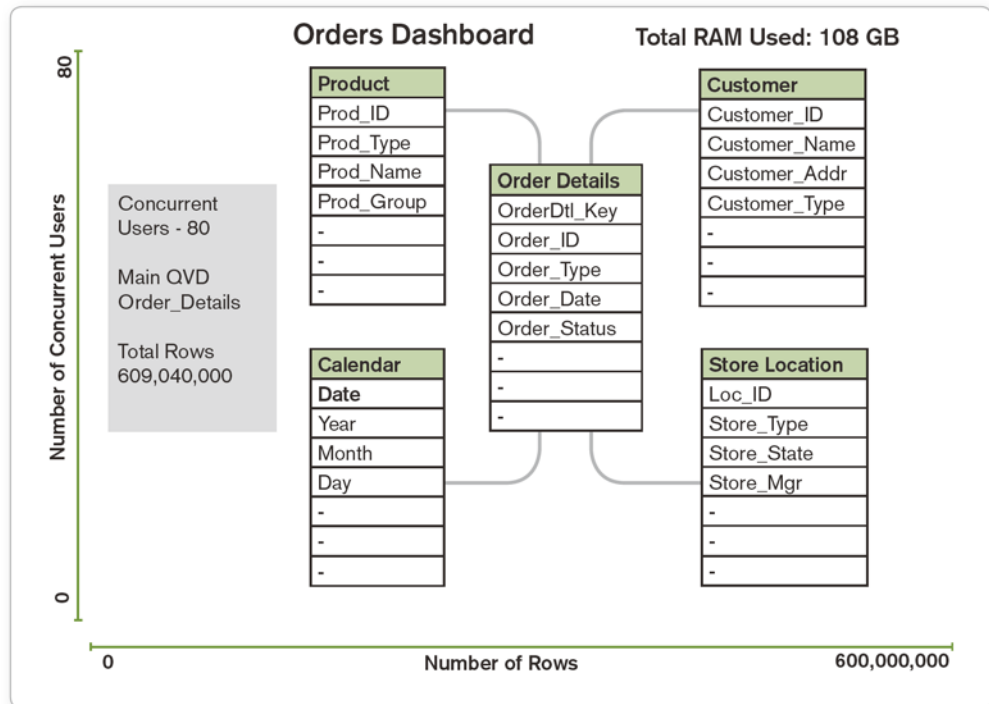 Orders Dashboard
Total RAM Used: 108 GB
80
Number of Concurrent Users
0
Concurrent
Users - 80
Main QVD
Order_Details
Total Rows
609,040,000
Product
Prod_ID
Prod_Type
Prod_Name
Prod_Group
-
-
-
Customer
Customer_ID
Customer_Name
Customer_Addr
Customer_Type
-
-
-
Order Details
OrderDtl_Key
Order_ID
Order_Type
Order_Date
Order_Status
-
-
-
Calendar
Date
Year
Month
Day
-
-
-
Store Location
Loc_ID
Store_Type
Store_State
Store_Mgr
-
-
-
0
Number of Rows
600,000,000